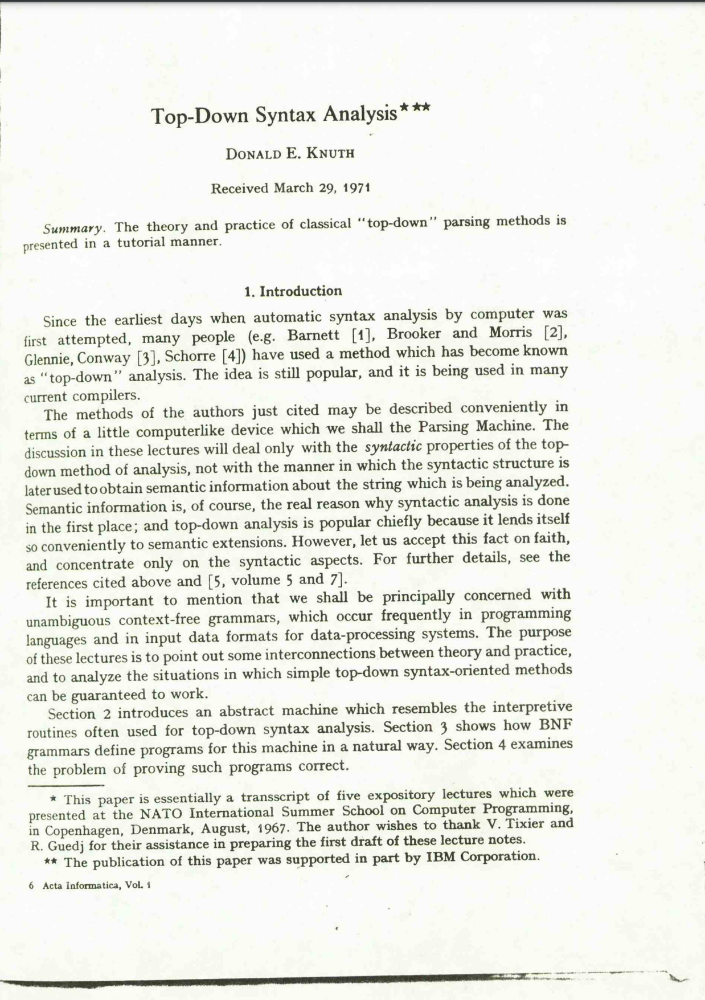 Top-Down Syntax Analysis* **
DONALD E. KNUTH
Received March 29, 1971
Summary. The theory and practice of classical “top-down” parsing methods is
presented in a tutorial manner.
1. Introduction
Since the earliest days when automatic syntax analysis by computer was
first attempted, many people (e.g. Barnett [1], Brooker and Morris [2],
Glennie, Conway [3], Schorre [4]) have used a method which has become known
as “top-down” analysis. The idea is still popular, and it is being used in many
current compilers.
The methods of the authors just cited may be described conveniently in
terms of a little computerlike device which we shall the Parsing Machine. The
discussion in these lectures will deal only with the syntactic properties of the top-
down method of analysis, not with the manner in which the syntactic structure is
later used to obtain semantic information about the string which is being analyzed.
Semantic information is, of course, the real reason why syntactic analysis is done
in the first place; and top-down analysis is popular chiefly because it lends itself
so conveniently to semantic extensions. However, let us accept this fact on faith,
and concentrate only on the syntactic aspects. For further details, see the
references cited above and [5, volume 5 and 7].
It is important to mention that we shall be principally concerned with
unambiguous context-free grammars, which occur frequently in programming
languages and in input data formats for data-processing systems. The purpose
of these lectures is to point out some interconnections between theory and practice,
and to analyze the situations in which simple top-down syntax-oriented methods
can be guaranteed to work.
Section 2 introduces an abstract machine which resembles the interpretive
routines often used for top-down syntax analysis. Section 3 shows how BNF
grammars define programs for this machine in a natural way. Section 4 examines
the problem of proving such programs correct.
* This paper is essentially a transscript of five expository lectures which were
presented at the NATO International Summer School on Computer Programming,
in Copenhagen, Denmark, August, 1967. The author wishes to thank V. Tixier and
R. Guedj for their assistance in preparing the first draft of these lecture notes.
** The publication of this paper was supported in part by IBM Corporation.
6 Acta Informatica, Vol. 1